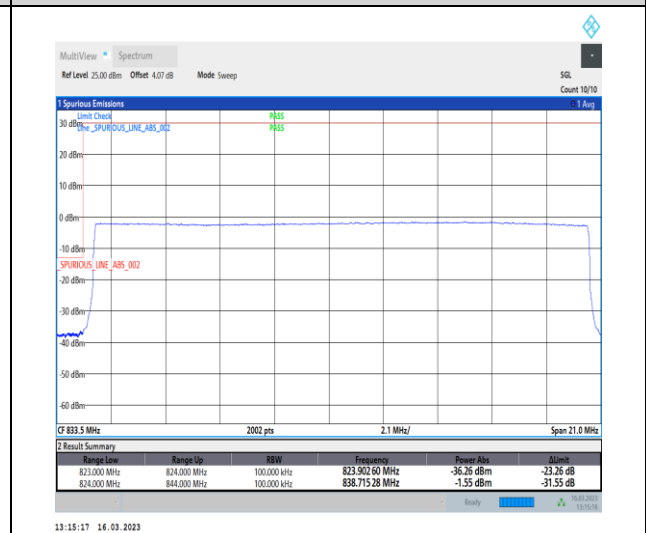 MultiView Spectrum
Ref Level 25.00 dBm Offset 4.07 dB Mode Sweep SGL
Count 10/10
1 Spurious Emissions 1 Avg
Limit Check PASS
30 dBm
Line _SPURIOUS_LINE_ABS_002 PASS
20 dBm
10 dBm
0 dBm
-10 dBm
_SPURIOUS_LINE_ABS_002
-20 dBm
-30 dBm
-40 dBm
-50 dBm
-60 dBm
CF 833.5 MHz 2002 pts 2.1 MHz/ Span 21.0 MHz
2 Result Summary
Range Low Range Up RBW Frequency Power Abs ΔLimit
823.000 MHz 824.000 MHz 100.000 kHz 823.90260 MHz -36.26 dBm -23.26 dB
824.000 MHz 844.000 MHz 100.000 kHz 838.71528 MHz -1.55 dBm -31.55 dB
Ready 16.03.2023
13:15:16
13:15:17 16.03.2023